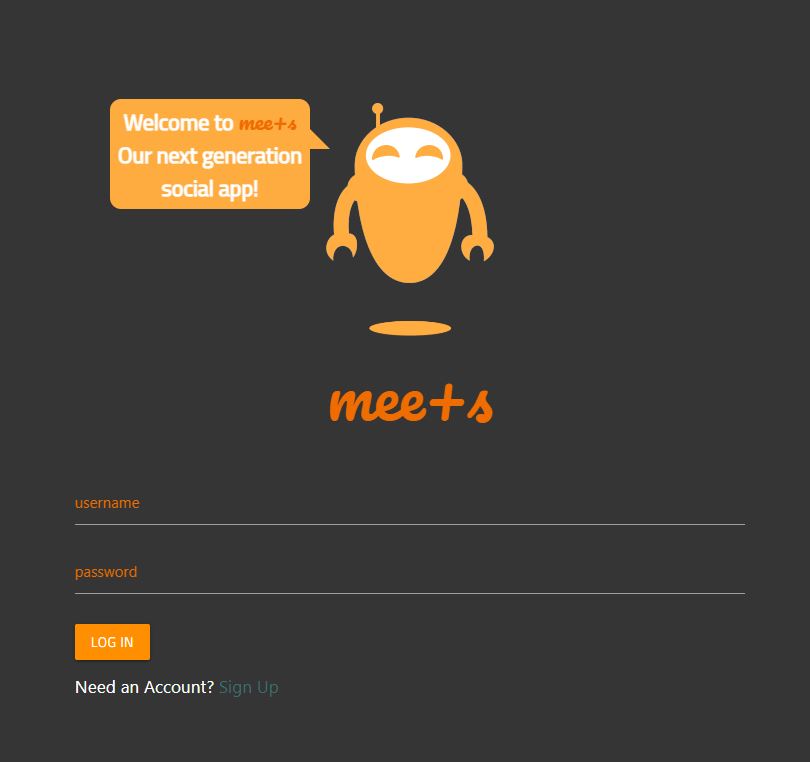 Welcome to mee+s
Our next generation
social app!
mee+s
username
password
LOG IN
Need an Account? Sign Up